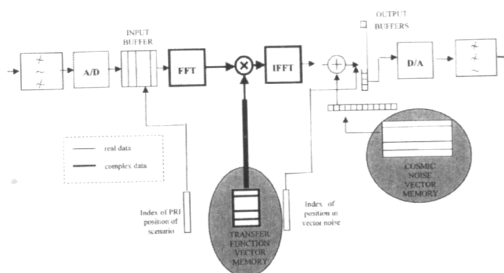 INPUT
BUFFER
OUTPUT
BUFFERS
A/D
FFT
IFFT
D/A
real data
complex data
Index of PRI
position of
scenario
TRANSFER
FUNCTION
VECTOR
MEMORY
Index of
position in
vector noise
COSMIC
NOISE
VECTOR
MEMORY